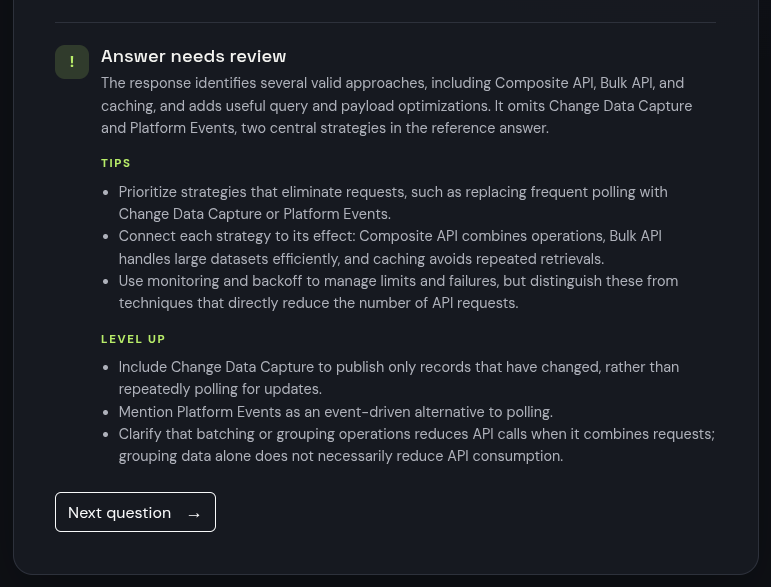 !
Answer needs review
The response identifies several valid approaches, including Composite API, Bulk API, and
caching, and adds useful query and payload optimizations. It omits Change Data Capture
and Platform Events, two central strategies in the reference answer.
TIPS
• Prioritize strategies that eliminate requests, such as replacing frequent polling with
Change Data Capture or Platform Events.
• Connect each strategy to its effect: Composite API combines operations, Bulk API
handles large datasets efficiently, and caching avoids repeated retrievals.
• Use monitoring and backoff to manage limits and failures, but distinguish these from
techniques that directly reduce the number of API requests.
LEVEL UP
• Include Change Data Capture to publish only records that have changed, rather than
repeatedly polling for updates.
• Mention Platform Events as an event-driven alternative to polling.
• Clarify that batching or grouping operations reduces API calls when it combines requests;
grouping data alone does not necessarily reduce API consumption.
Next question →